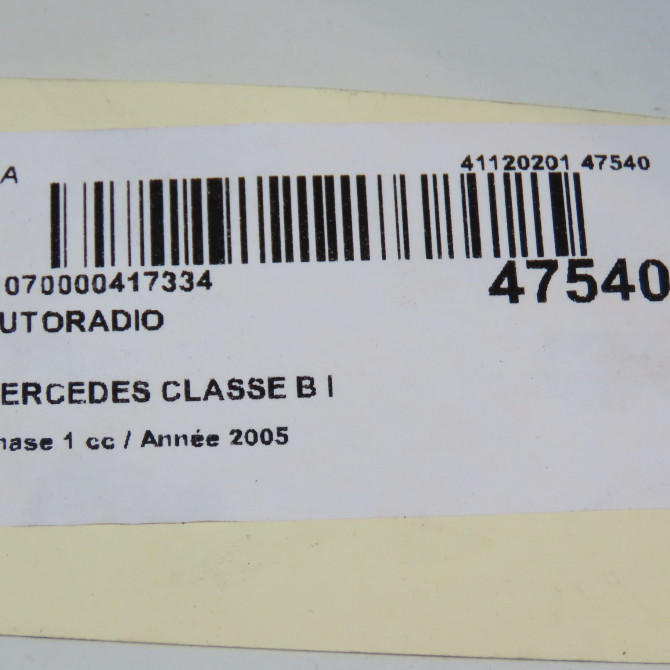 A
41120201 47540
070000417334
47540
UTORADIO
ERCEDES CLASSE B I
hase 1 cc / Année 2005